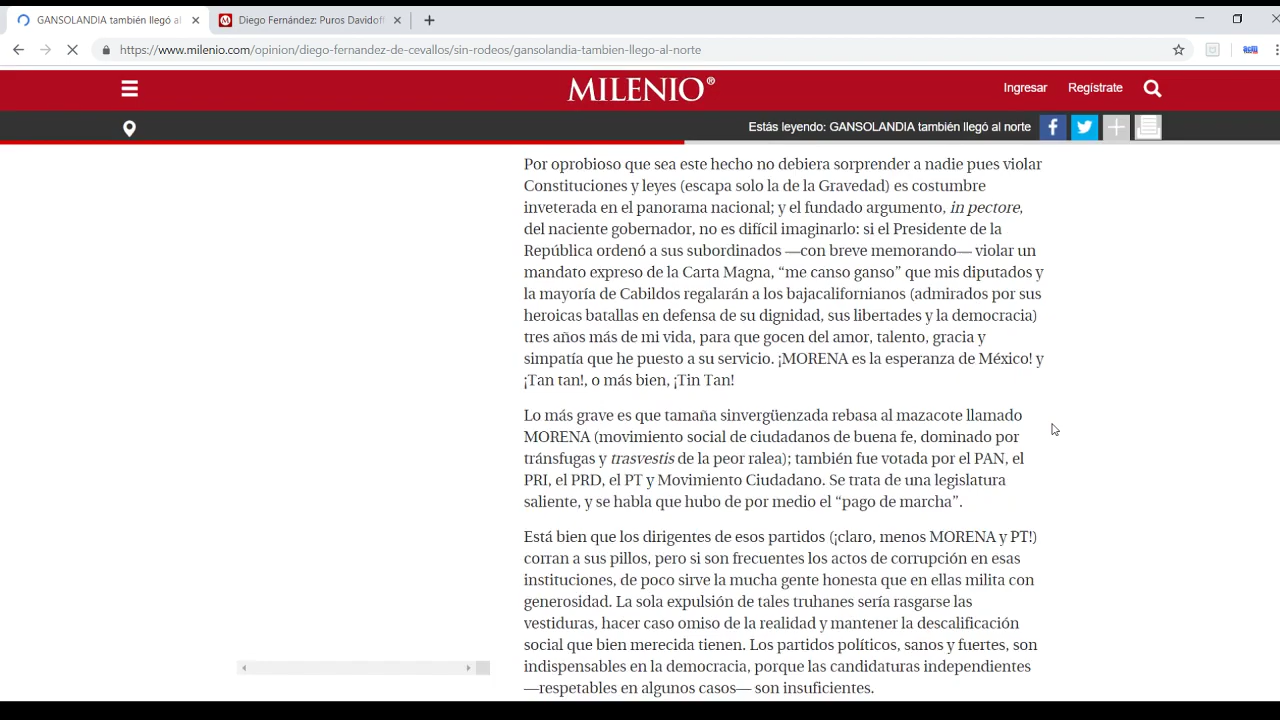 GANSOLANDIA también llegó al
Diego Fernández: Puros Davidoff
https://www.milenio.com/opinion/diego-fernandez-de-cevallos/sin-rodeos/gansolandia-tambien-llego-al-norte
MILENIO®
Ingresar
Regístrate
Estás leyendo: GANSOLANDIA también llegó al norte
Por oprobioso que sea este hecho no debiera sorprender a nadie pues violar
Constituciones y leyes (escapa solo la de la Gravedad) es costumbre
inveterada en el panorama nacional; y el fundado argumento, in pectore,
del naciente gobernador, no es difícil imaginarlo: si el Presidente de la
República ordenó a sus subordinados —con breve memorando— violar un
mandato expreso de la Carta Magna, “me canso ganso” que mis diputados y
la mayoría de Cabildos regalarán a los bajacalifornianos (admirados por sus
heroicas batallas en defensa de su dignidad, sus libertades y la democracia)
tres años más de mi vida, para que gocen del amor, talento, gracia y
simpatía que he puesto a su servicio. ¡MORENA es la esperanza de México! y
¡Tan tan!, o más bien, ¡Tin Tan!
Lo más grave es que tamaña sinvergüenzada rebasa al mazacote llamado
MORENA (movimiento social de ciudadanos de buena fe, dominado por
tránsfugas y trasvestis de la peor ralea); también fue votada por el PAN, el
PRI, el PRD, el PT y Movimiento Ciudadano. Se trata de una legislatura
saliente, y se habla que hubo de por medio el “pago de marcha”.
Está bien que los dirigentes de esos partidos (¡claro, menos MORENA y PT!)
corran a sus pillos, pero si son frecuentes los actos de corrupción en esas
instituciones, de poco sirve la mucha gente honesta que en ellas milita con
generosidad. La sola expulsión de tales truhanes sería rasgarse las
vestiduras, hacer caso omiso de la realidad y mantener la descalificación
social que bien merecida tienen. Los partidos políticos, sanos y fuertes, son
indispensables en la democracia, porque las candidaturas independientes
—respetables en algunos casos— son insuficientes.